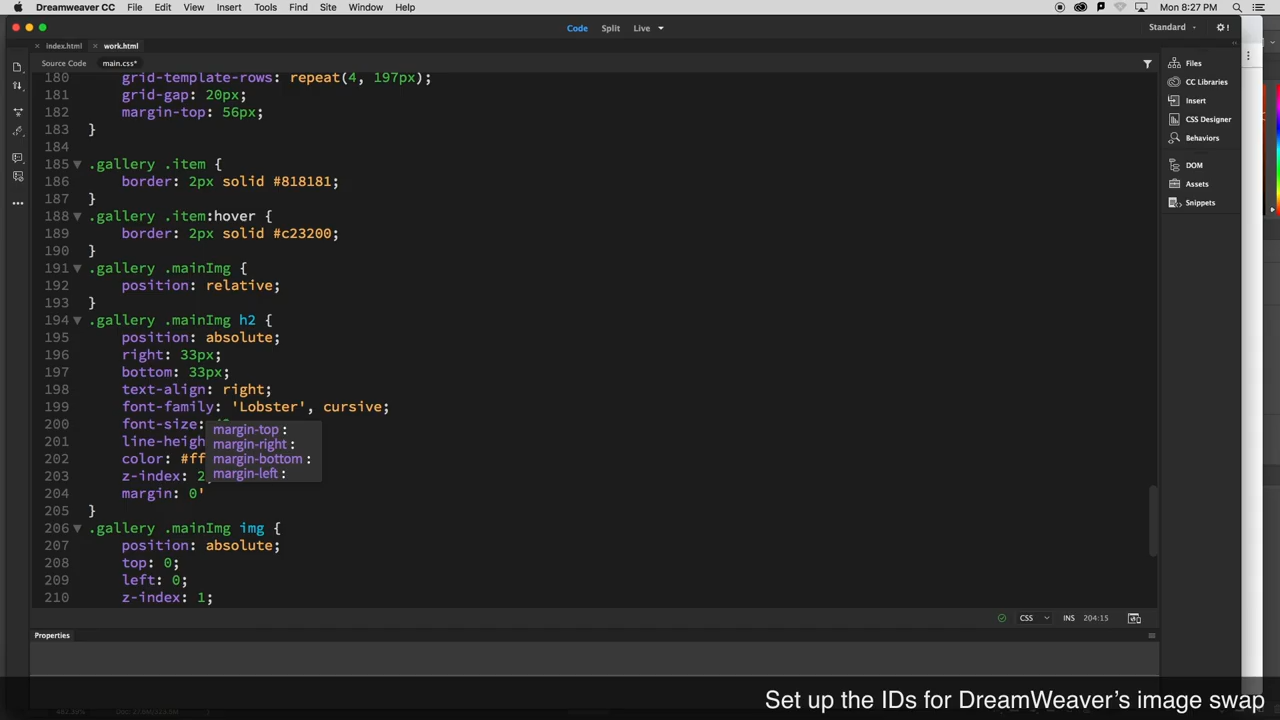 Dreamweaver CC File Edit View Insert Tools Find Site Window Help Mon 8:27 PM
Code Split Live Standard
index.html work.html
Source Code main.css*
180 grid-template-rows: repeat(4, 197px);
181 grid-gap: 20px;
182 margin-top: 56px;
183 }
184
185 .gallery .item {
186 border: 2px solid #818181;
187 }
188 .gallery .item:hover {
189 border: 2px solid #c23200;
190 }
191 .gallery .mainImg {
192 position: relative;
193 }
194 .gallery .mainImg h2 {
195 position: absolute;
196 right: 33px;
197 bottom: 33px;
198 text-align: right;
199 font-family: 'Lobster', cursive;
200 font-size:
201 line-heigh
202 color: #ff
203 z-index: 2
204 margin: 0'
205 }
206 .gallery .mainImg img {
207 position: absolute;
208 top: 0;
209 left: 0;
210 z-index: 1;
margin-top :
margin-right :
margin-bottom :
margin-left :
Files
CC Libraries
Insert
CSS Designer
Behaviors
DOM
Assets
Snippets
CSS INS 204:15
Properties
Set up the IDs for DreamWeaver’s image swap